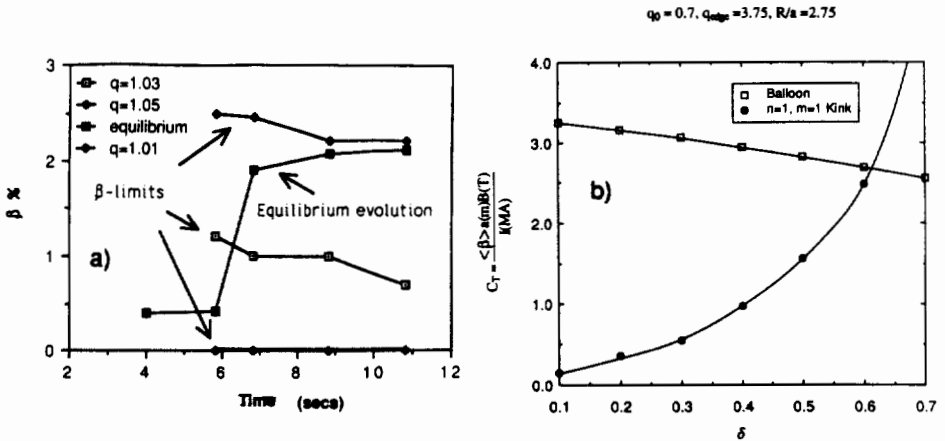 q₀ = 0.7, q_edge =3.75, R/a = 2.75
3
2
1
0
β %
q=1.03
q=1.05
equilibrium
q=1.01
β-limits
Equilibrium evolution
a)
2 4 6 8 10 12
Time (secs)
4.0
3.0
2.0
1.0
0.0
C_T = <β> a(m)B(T) / I(MA)
Balloon
n=1, m=1 Kink
b)
0.1 0.2 0.3 0.4 0.5 0.6 0.7
δ